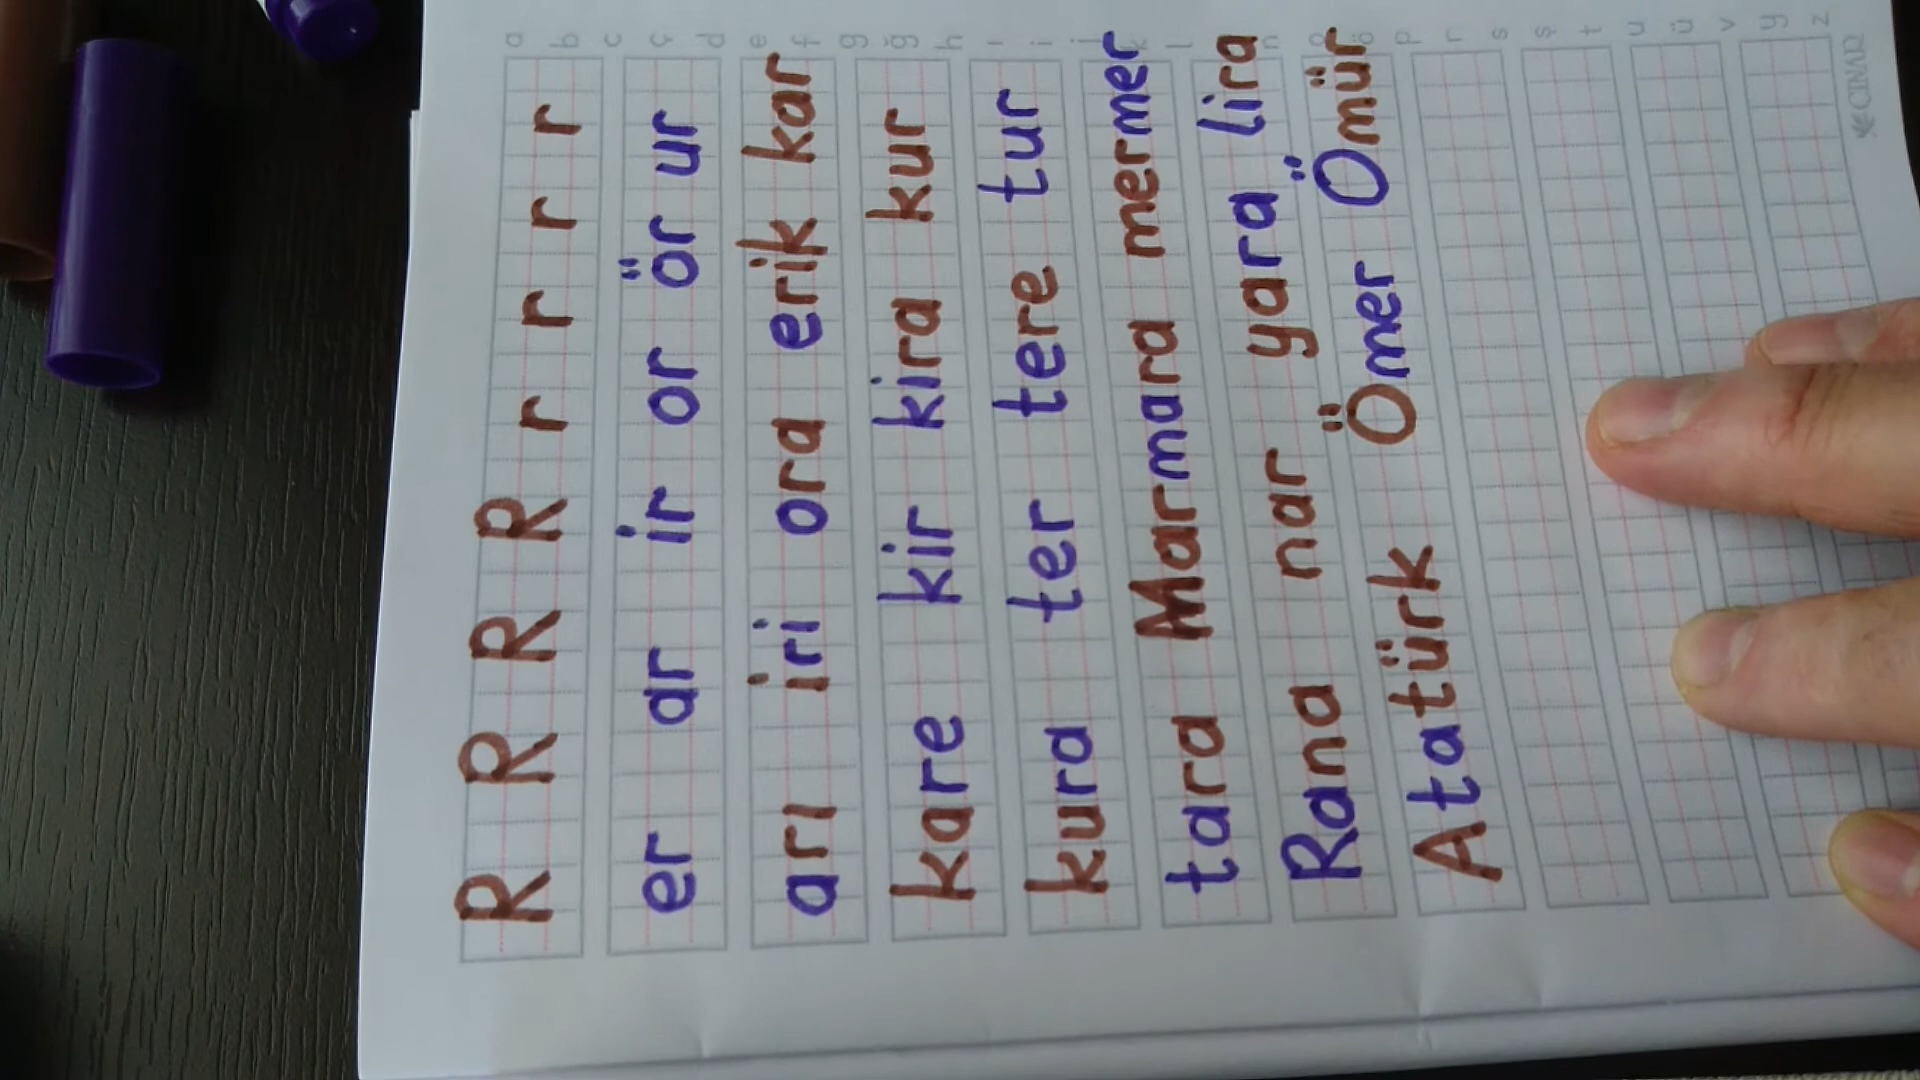 R R R R r r r r
er ar ir or ör ur
arı iri ora erik kar
kare kir kira kur
kura ter tere tur
tara Marmara mermer
Rana nar yara lira
Atatürk Ömer Ömür
a b c ç d e f g ğ h ı i j k l n o ö p r s ş t u ü v y z
ÇINAR